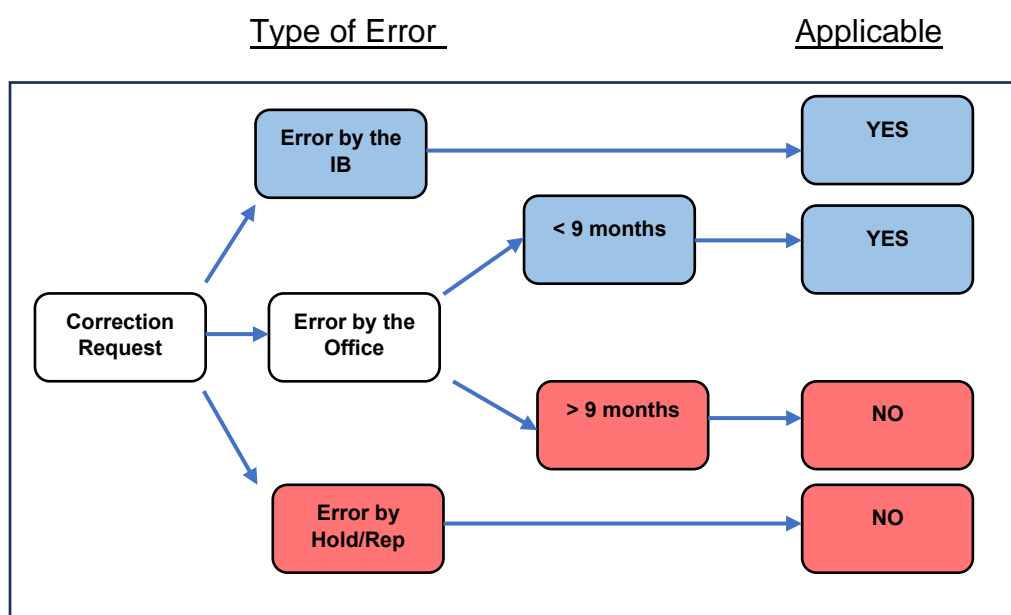 Type of Error
Applicable
Error by the
IB
YES
< 9 months
YES
Correction
Request
Error by the
Office
> 9 months
NO
Error by
Hold/Rep
NO